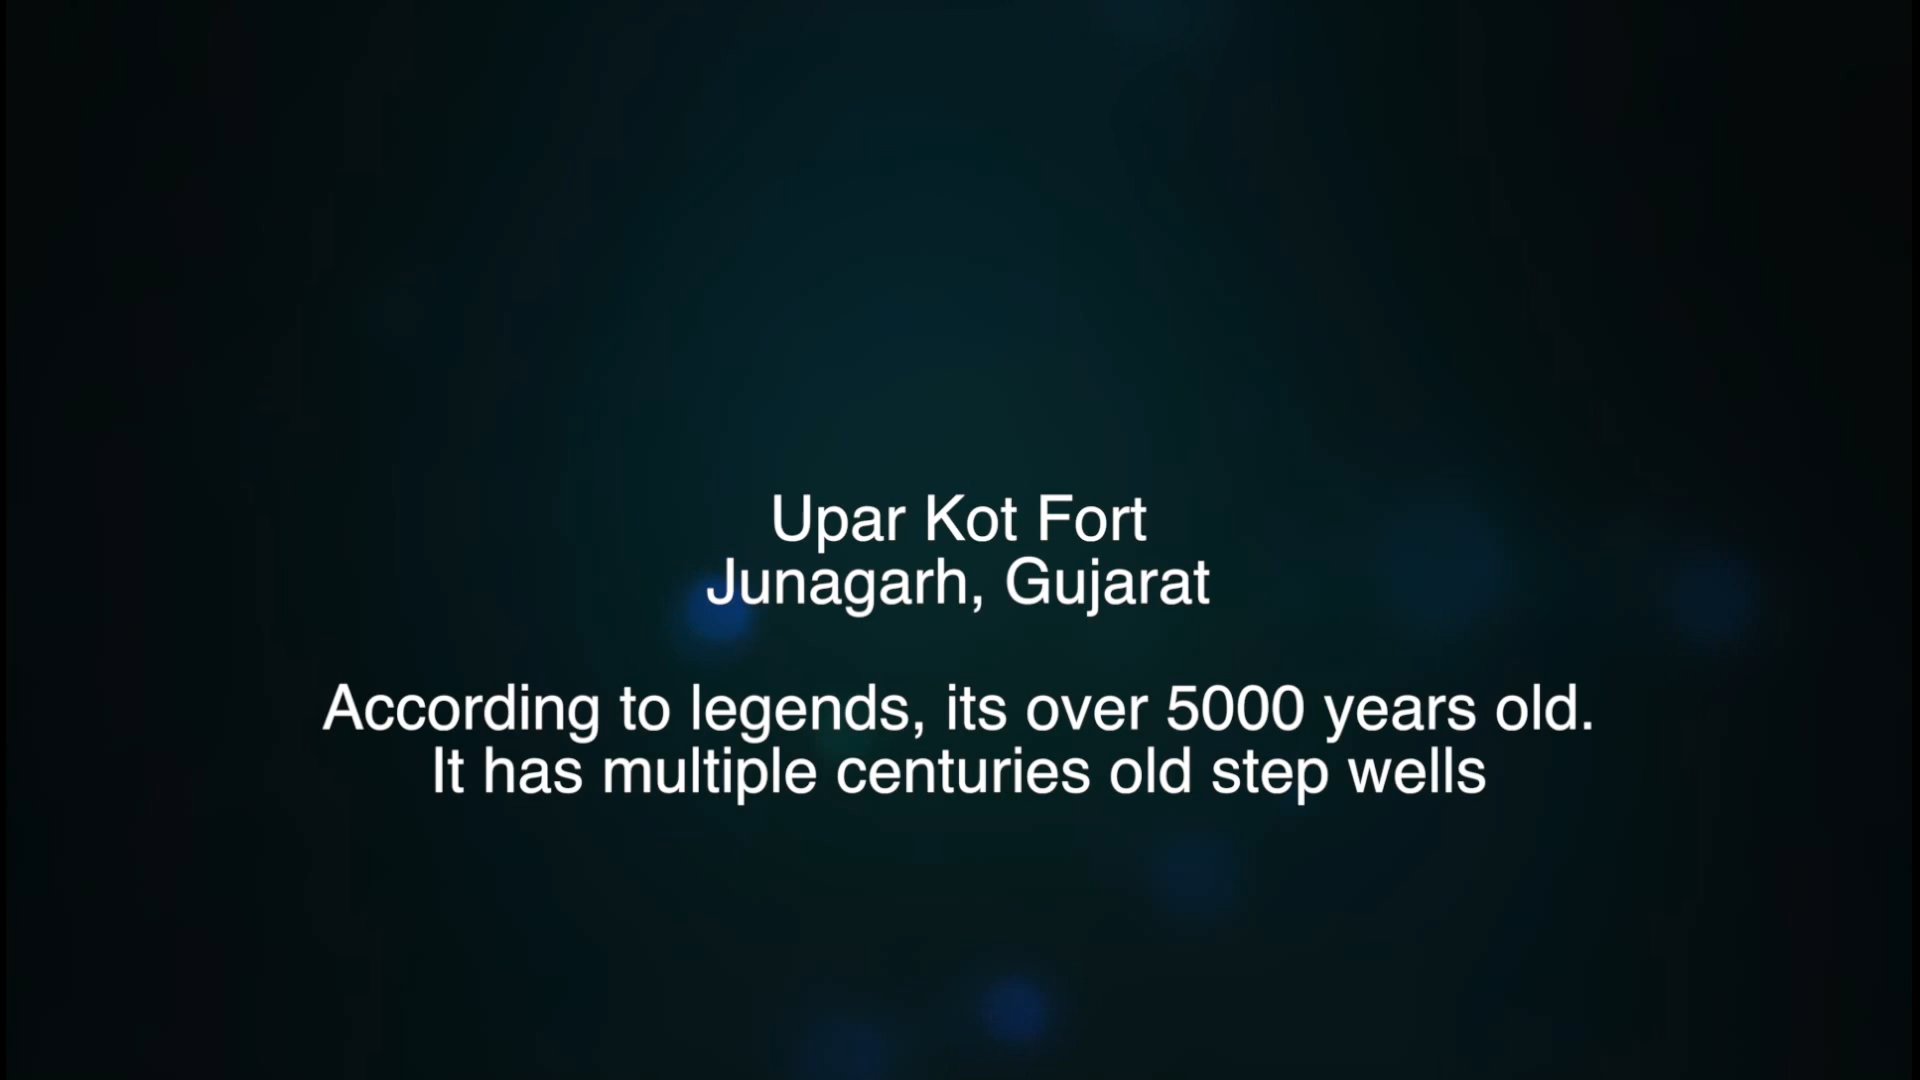 Upar Kot Fort
Junagarh, Gujarat
According to legends, its over 5000 years old.
It has multiple centuries old step wells